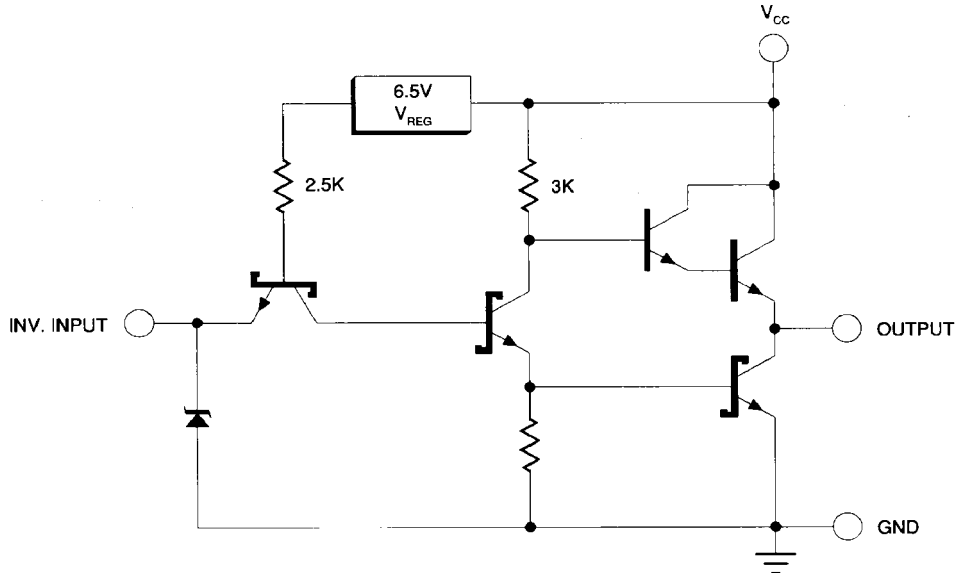 V_CC
6.5V
V_REG
2.5K
3K
INV. INPUT
OUTPUT
GND